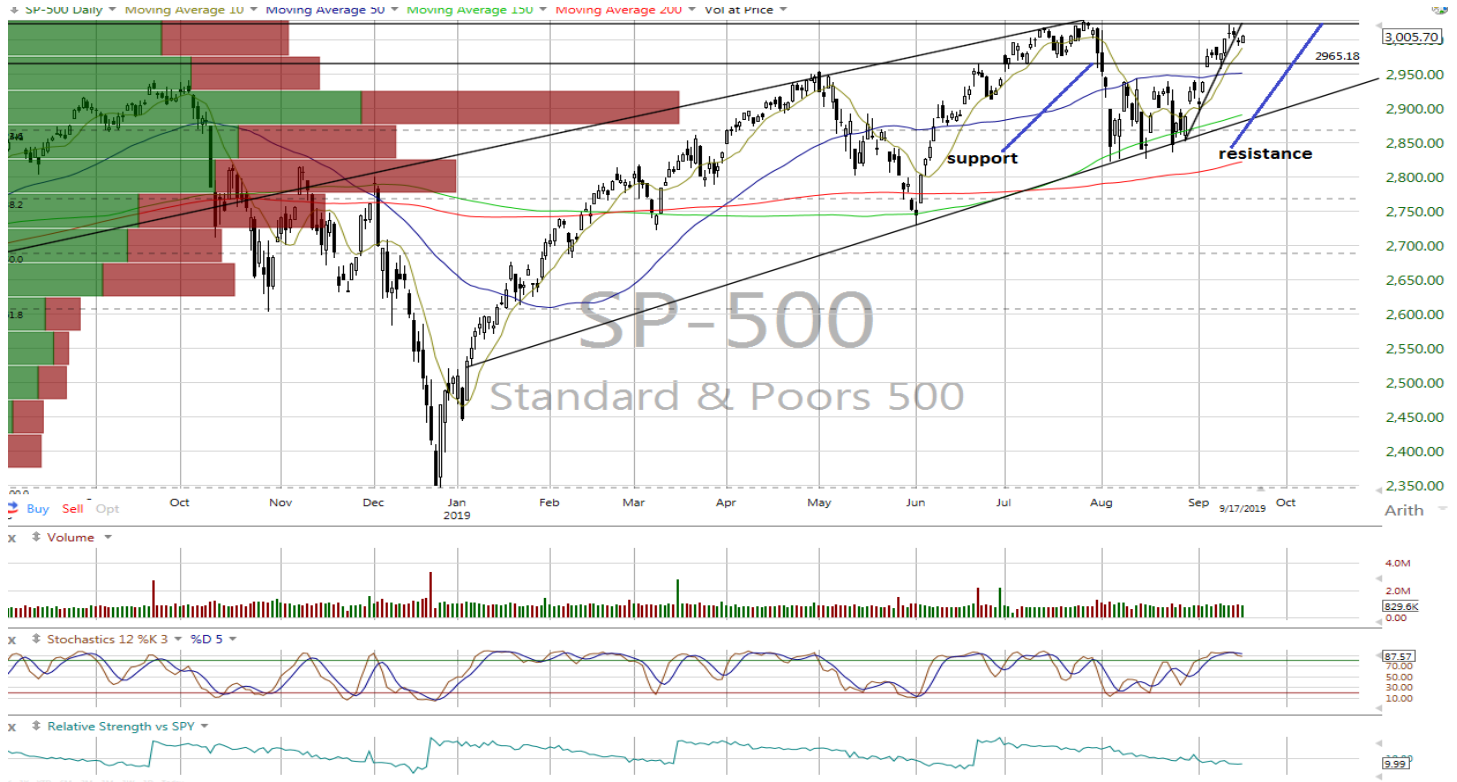 SP-500 Daily Moving Average 10 Moving Average 50 Moving Average 150 Moving Average 200 Vol at Price
3,005.70
2965.18
2,950.00
2,900.00
2,850.00
support
resistance
2,800.00
2,750.00
2,700.00
2,650.00
2,600.00
2,550.00
2,500.00
2,450.00
2,400.00
2,350.00
SP-500
Standard & Poors 500
Oct Nov Dec Jan Feb Mar Apr May Jun Jul Aug Sep Oct
2019 9/17/2019
Buy Sell Opt
Arith
x Volume
4.0M
2.0M
829.6K
0.00
x Stochastics 12 %K 3 %D 5
87.57
70.00
50.00
30.00
10.00
x Relative Strength vs SPY
9.99